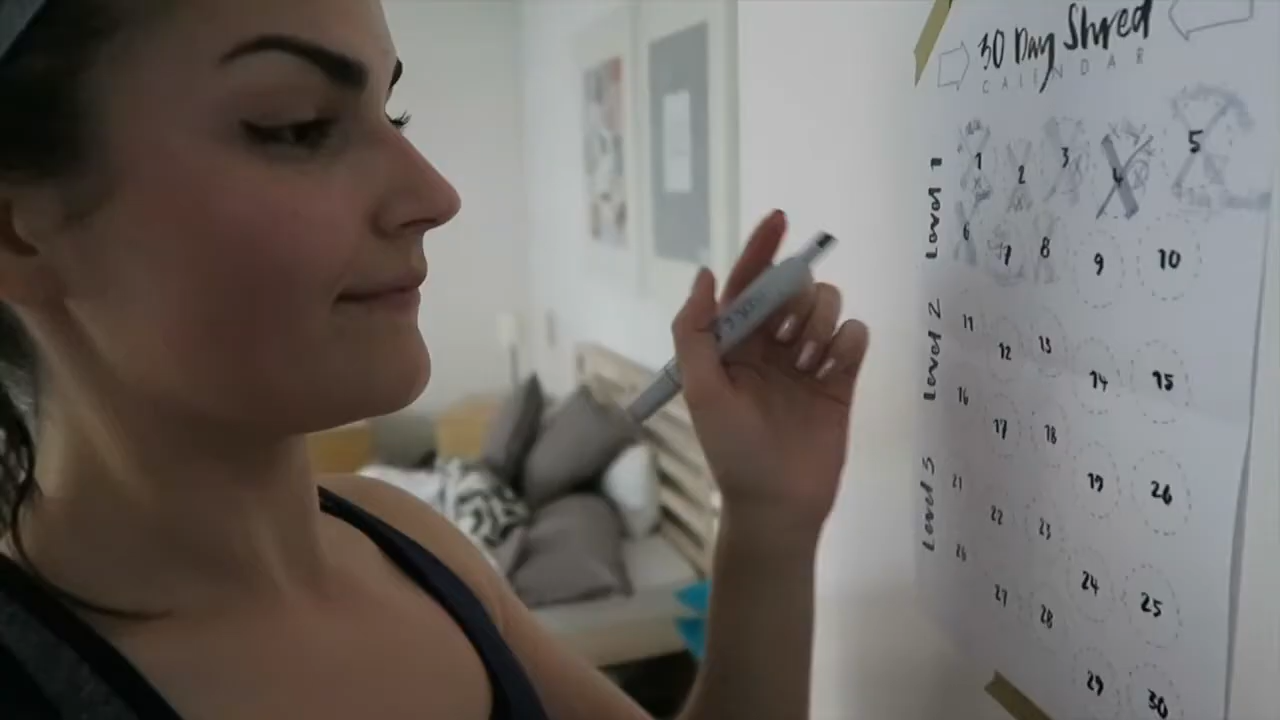 30 Day Shred
CALENDAR
Level 1
1 2 3 4 5
6 7 8 9 10
Level 2
11 12 13 14 15
16 17 18 19 20
Level 3
21 22 23 24 25
26 27 28 29 30